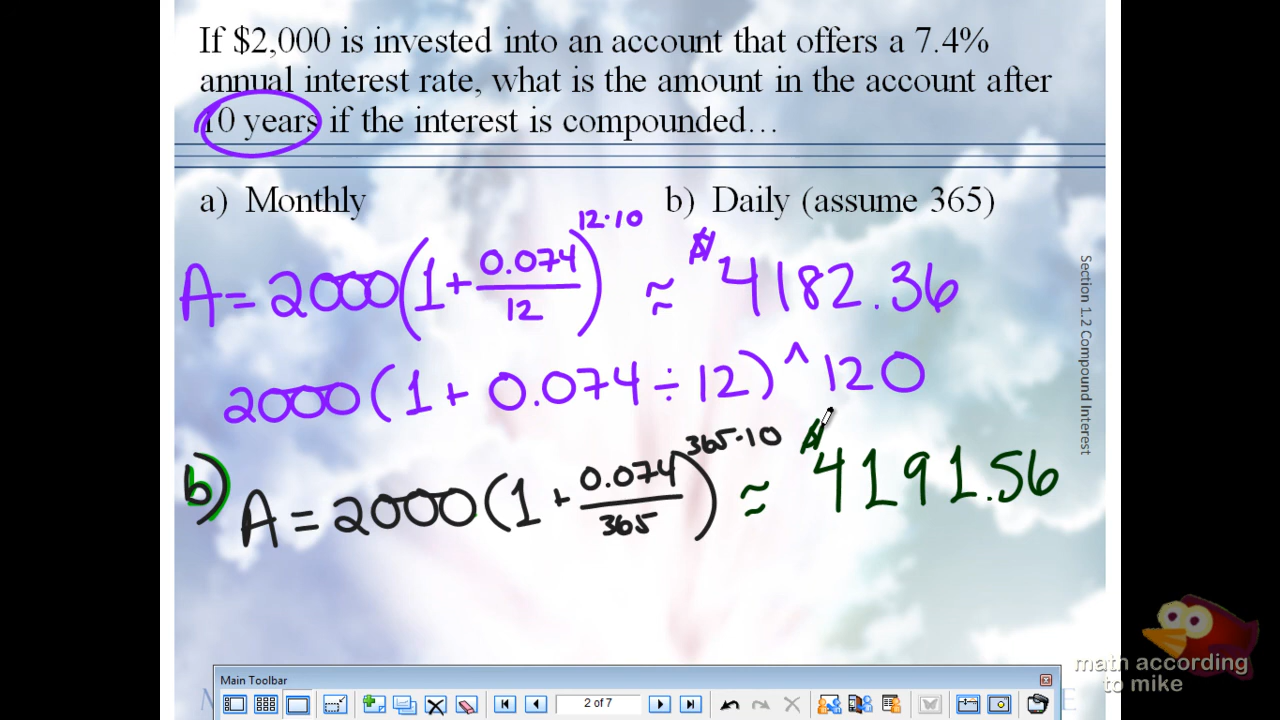 If $2,000 is invested into an account that offers a 7.4%
annual interest rate, what is the amount in the account after
10 years if the interest is compounded…
a) Monthly
b) Daily (assume 365)
A = 2000(1 + 0.074/12)^12·10 ≈ $4182.36
2000(1 + 0.074 ÷ 12)^120
b) A = 2000(1 + 0.074/365)^365·10 ≈ $4191.56
Section 1.2 Compound Interest
math according
to mike
Main Toolbar
2 of 7